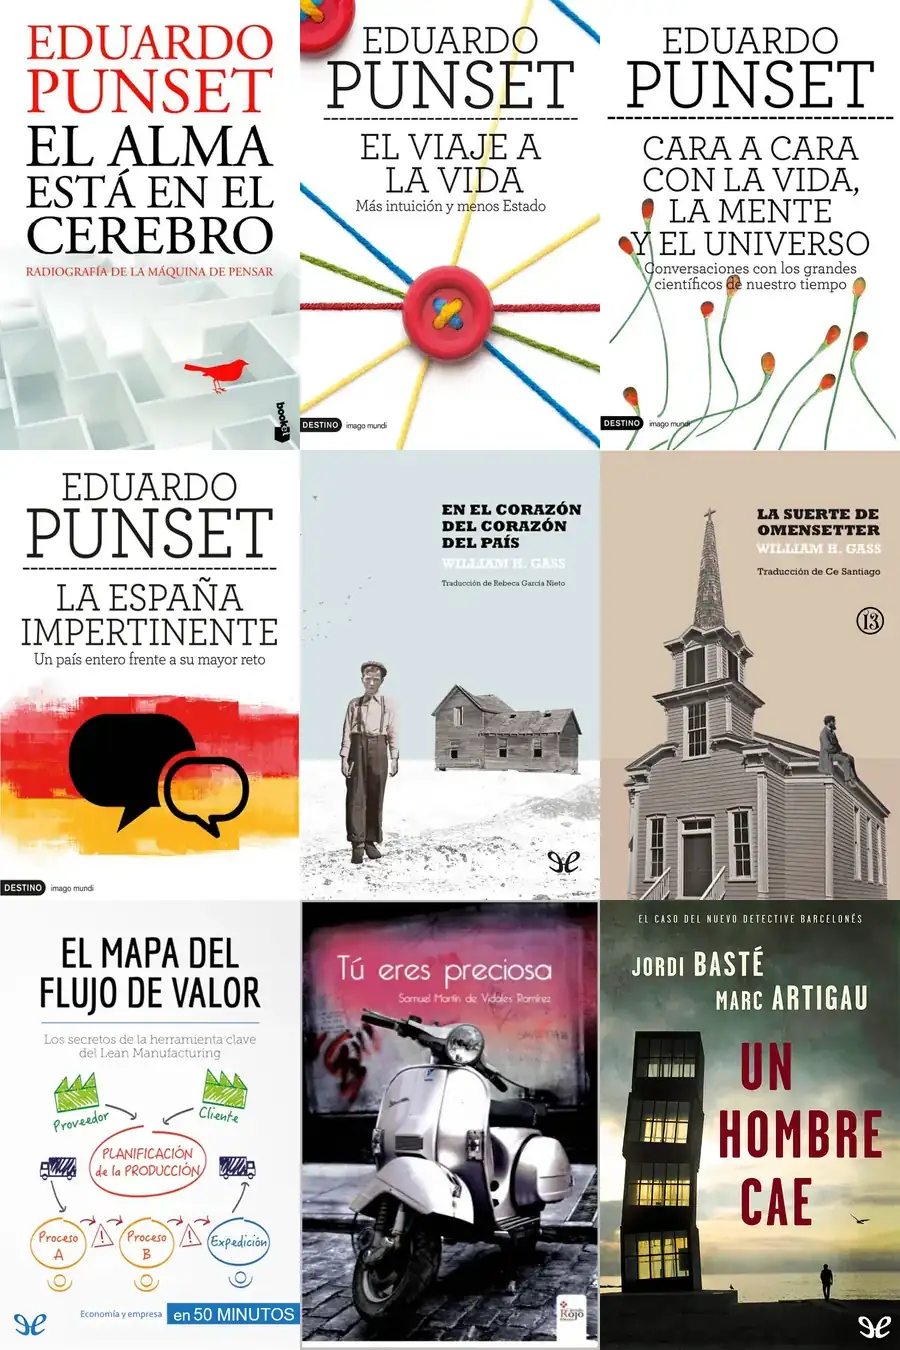 EDUARDO
PUNSET
EL ALMA
ESTÁ EN EL
CEREBRO
RADIOGRAFÍA DE LA MÁQUINA DE PENSAR
booket
EDUARDO
PUNSET
EL VIAJE A
LA VIDA
Más intuición y menos Estado
DESTINO imago mundi
EDUARDO
PUNSET
CARA A CARA
CON LA VIDA,
LA MENTE
Y EL UNIVERSO
Conversaciones con los grandes
científicos de nuestro tiempo
DESTINO imago mundi
EDUARDO
PUNSET
LA ESPAÑA
IMPERTINENTE
Un país entero frente a su mayor reto
DESTINO imago mundi
EN EL CORAZÓN
DEL CORAZÓN
DEL PAÍS
WILLIAM H. GASS
Traducción de Rebeca García Nieto
LA SUERTE DE
OMENSETTER
WILLIAM H. GASS
Traducción de Ce Santiago
13
EL MAPA DEL
FLUJO DE VALOR
Los secretos de la herramienta clave
del Lean Manufacturing
Proveedor
Cliente
PLANIFICACIÓN
de la PRODUCCIÓN
Proceso
A
Proceso
B
Expedición
Economía y empresa en 50 MINUTOS
Tú eres preciosa
Samuel Martín de Vidales Ramírez
Rojo
EL CASO DEL NUEVO DETECTIVE BARCELONÉS
JORDI BASTÉ
MARC ARTIGAU
UN
HOMBRE
CAE